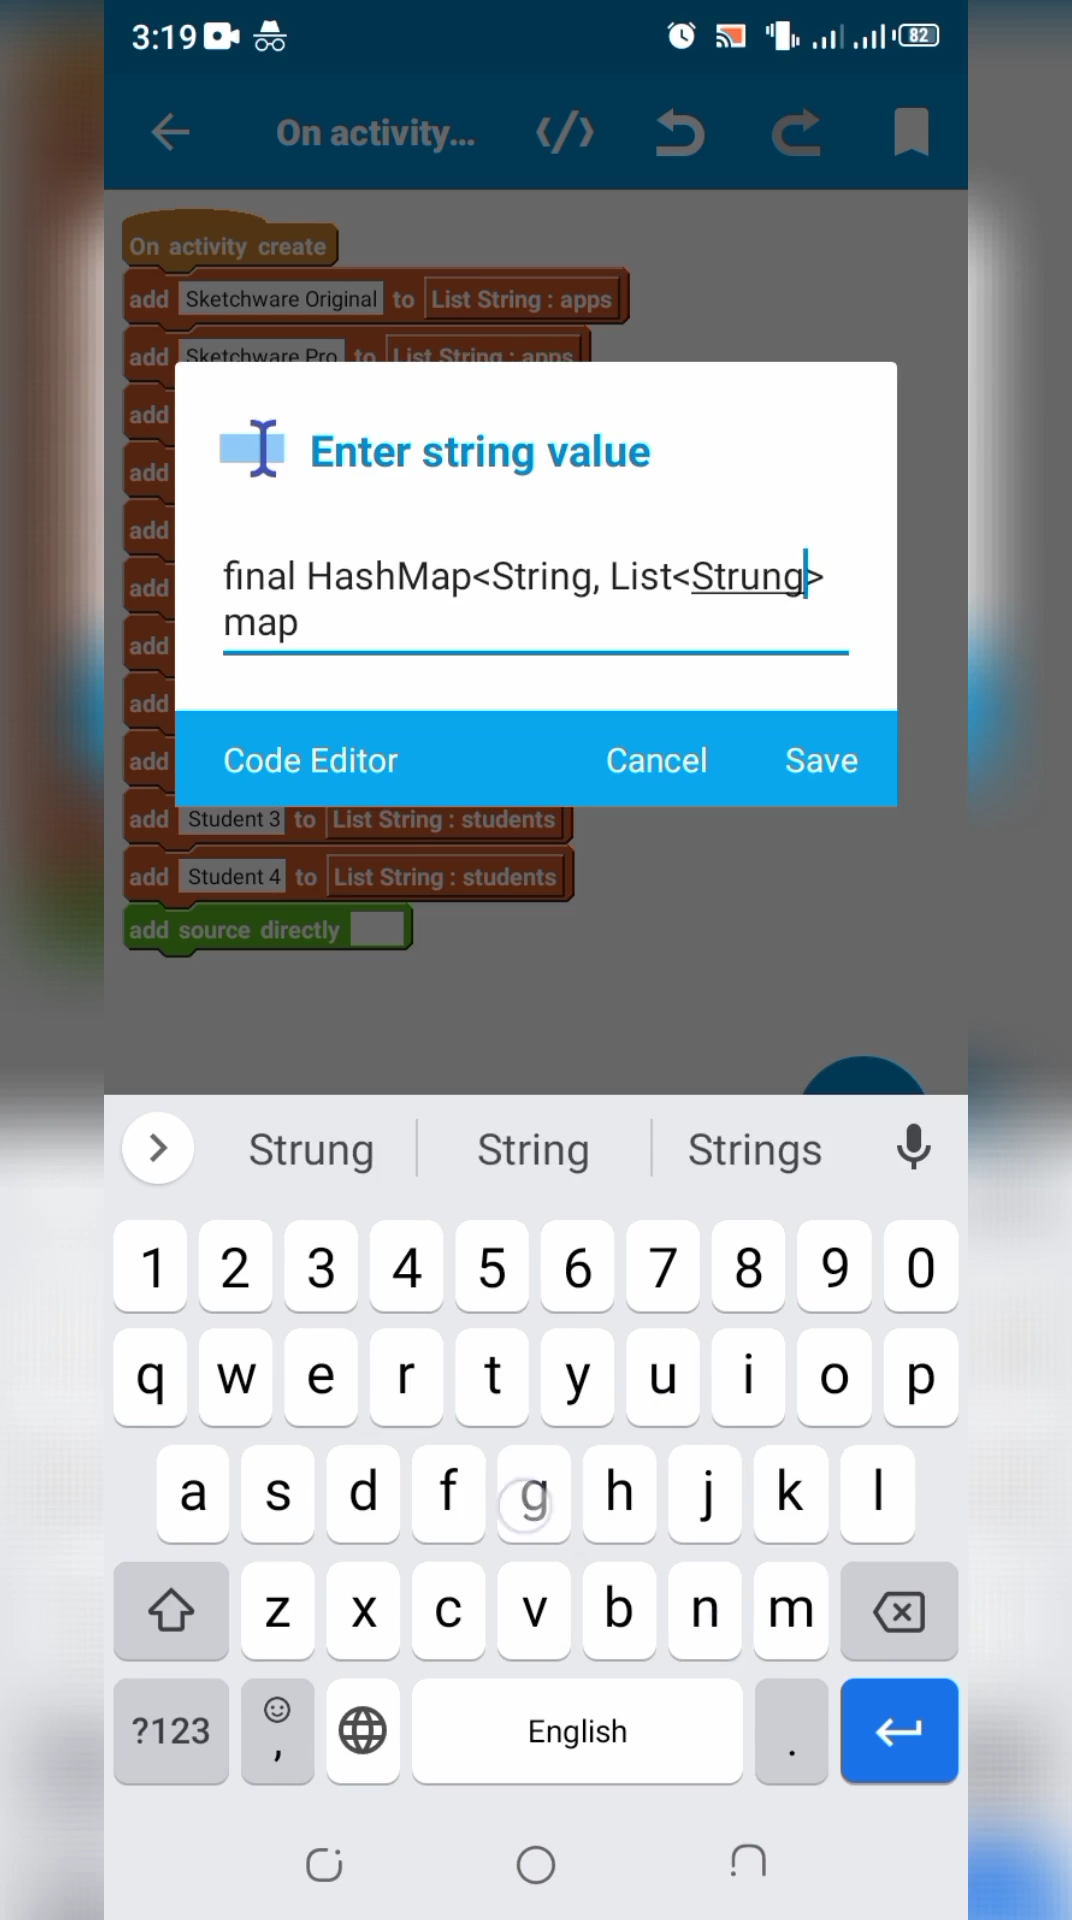 3:19
82
On activity...
On activity create
add Sketchware Original to List String : apps
add Sketchware Pro to List String : apps
add
add
add
add
add
add
add
Enter string value
final HashMap<String, List<Strung>
map
Code Editor Cancel Save
add Student 3 to List String : students
add Student 4 to List String : students
add source directly
Strung String Strings
1 2 3 4 5 6 7 8 9 0
q w e r t y u i o p
a s d f g h j k l
z x c v b n m
?123 , English .